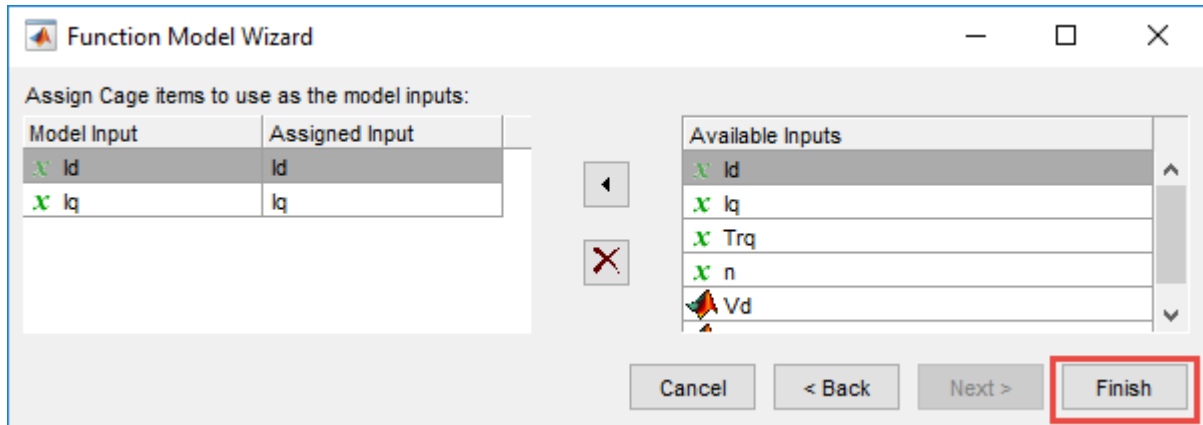 Function Model Wizard
Assign Cage items to use as the model inputs:
Model Input Assigned Input
x Id Id
x Iq Iq
Available Inputs
x Id
x Iq
x Trq
x n
Vd
Cancel < Back Next > Finish